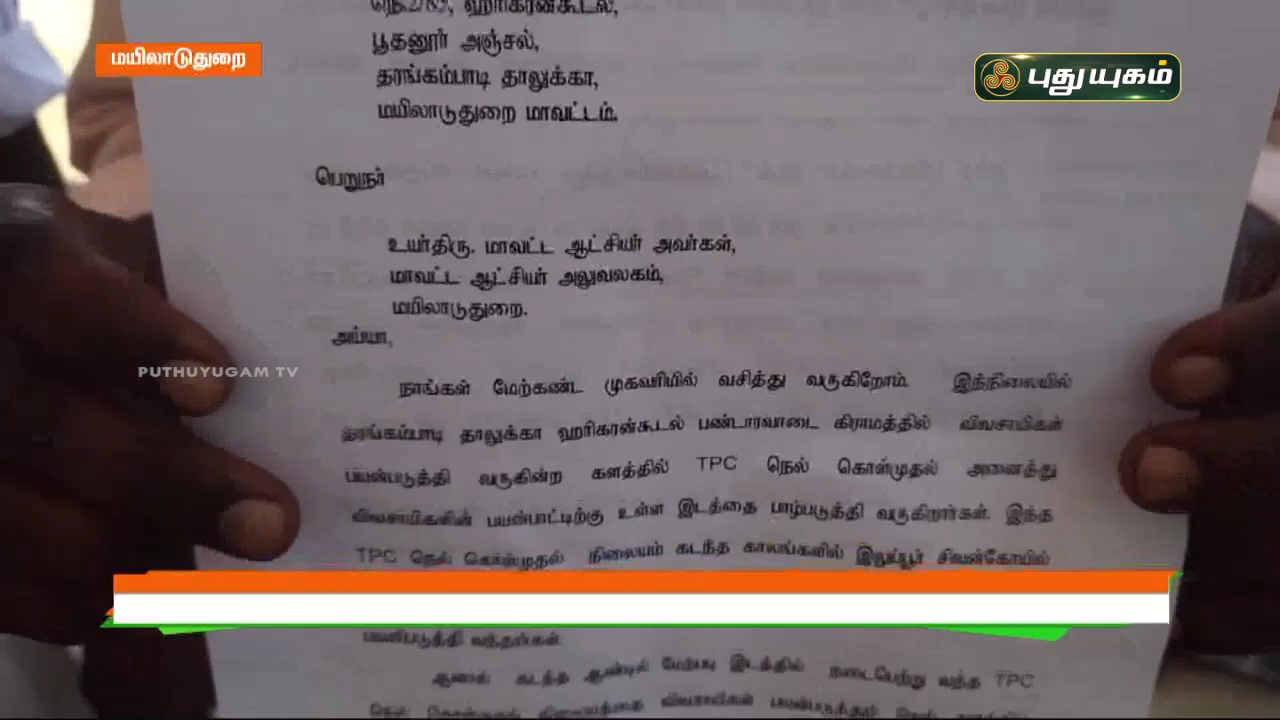 மயிலாடுதுறை
புதுயுகம்
ஹரிகரன்கூடல்,
பூதனூர் அஞ்சல்,
தரங்கம்பாடி தாலுக்கா,
மயிலாடுதுறை மாவட்டம்.
பெறுநர்
உயர்திரு. மாவட்ட ஆட்சியர் அவர்கள்,
மாவட்ட ஆட்சியர் அலுவலகம்,
மயிலாடுதுறை.
அய்யா,
PUTHUYUGAM TV
நாங்கள் மேற்கண்ட முகவரியில் வசித்து வருகிறோம். இந்நிலையில்
தரங்கம்பாடி தாலுக்கா ஹரிகரன்கூடல் பண்டாரவாடை கிராமத்தில் விவசாயிகள்
பயன்படுத்தி வருகின்ற களத்தில் TPC நெல் கொள்முதல் அனைத்து
விவசாயிகளின் பயன்பாட்டிற்கு உள்ள இடத்தை பாழ்படுத்தி வருகிறார்கள். இந்த
TPC நெல் கொள்முதல் நிலையம் கடந்த காலங்களில் சிவன்கோயில்
பயன்படுத்தி வந்தார்கள்.
ஆனால் கடந்த ஆண்டில் மேற்படி இடத்தில் நடைபெற்று வந்த TPC